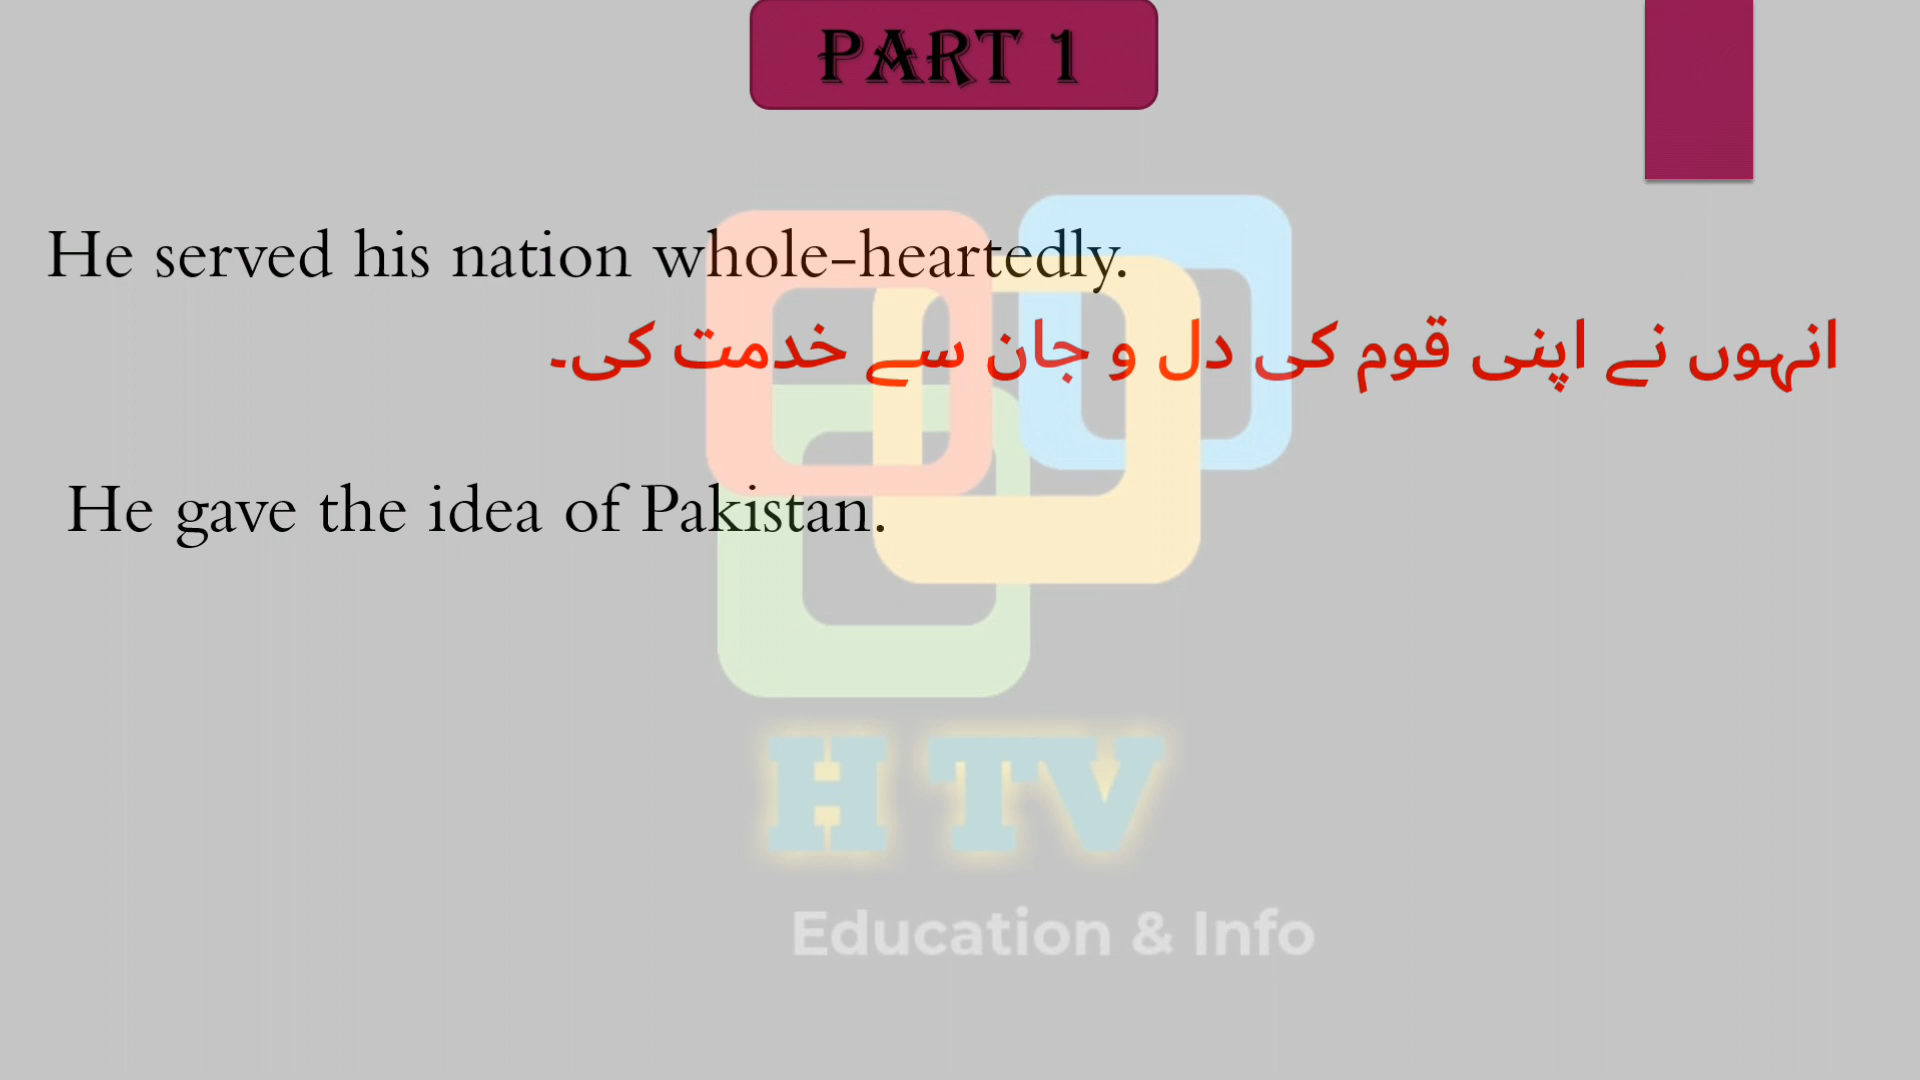 PART 1
He served his nation whole-heartedly.
انہوں نے اپنی قوم کی دل و جان سے خدمت کی۔
He gave the idea of Pakistan.
H TV
Education & Info